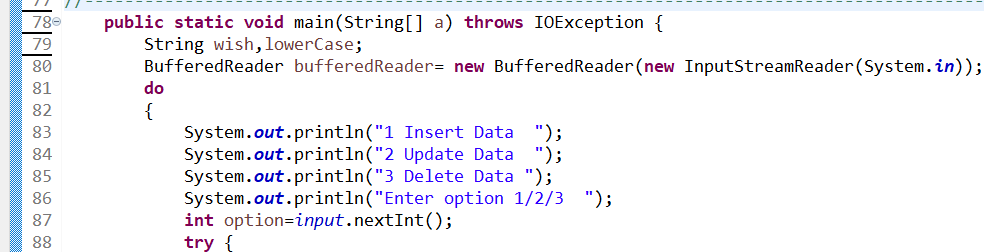 77 //------------------------------------------------------------------------
78 public static void main(String[] a) throws IOException {
79 String wish,lowerCase;
80 BufferedReader bufferedReader= new BufferedReader(new InputStreamReader(System.in));
81 do
82 {
83 System.out.println("1 Insert Data  ");
84 System.out.println("2 Update Data  ");
85 System.out.println("3 Delete Data ");
86 System.out.println("Enter option 1/2/3  ");
87 int option=input.nextInt();
88 try {